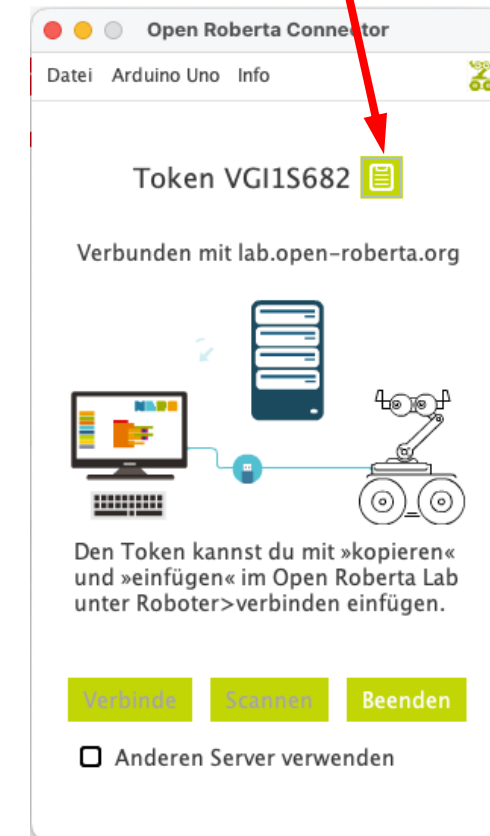 Open Roberta Connector
Datei Arduino Uno Info
Token VGI1S682
Verbunden mit lab.open-roberta.org
NAPO
Den Token kannst du mit »kopieren«
und »einfügen« im Open Roberta Lab
unter Roboter>verbinden einfügen.
Verbinde Scannen Beenden
Anderen Server verwenden